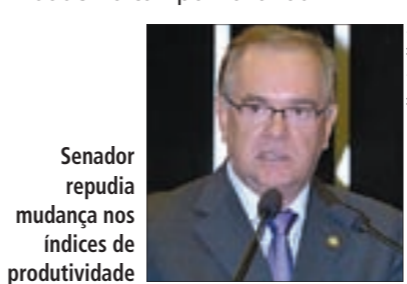 Senador
repudia
mudança nos
índices de
produtividade